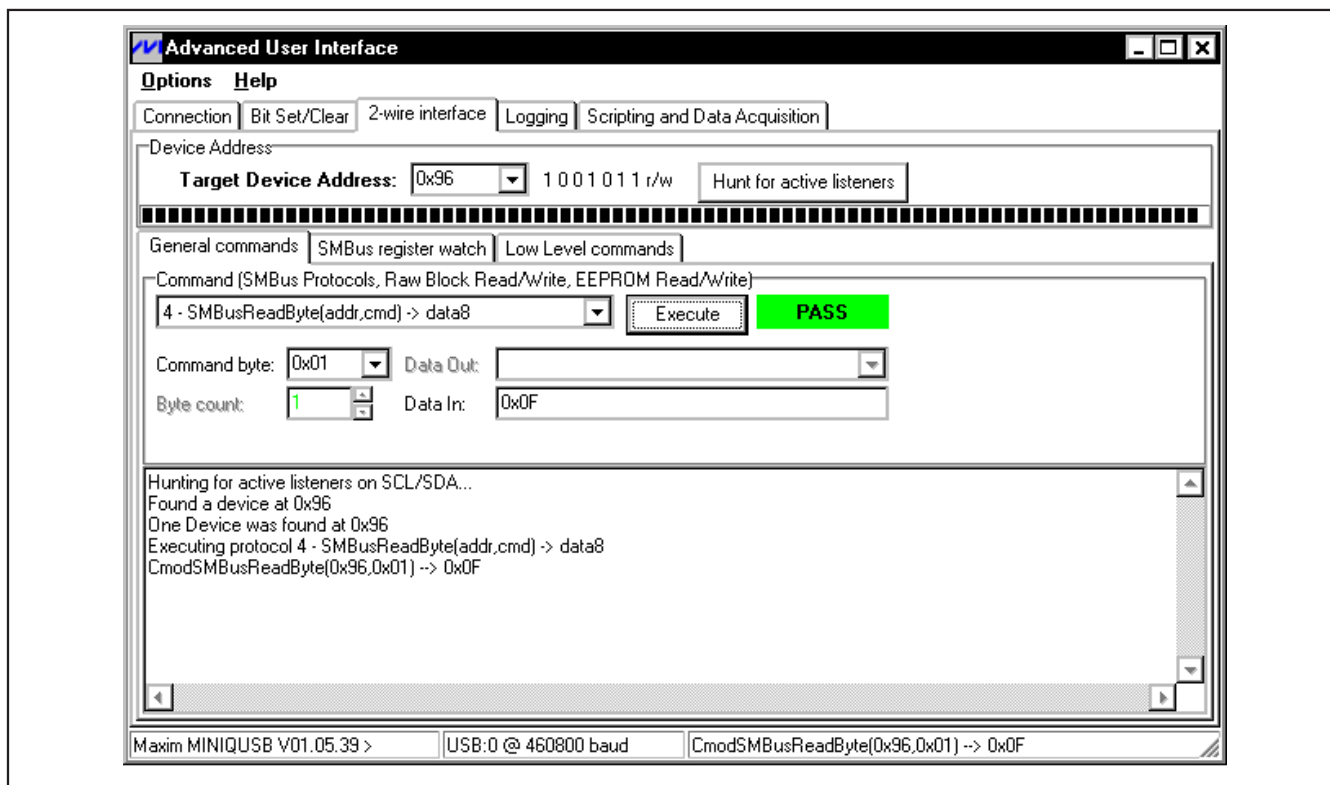 Advanced User Interface
Options Help
Connection Bit Set/Clear 2-wire interface Logging Scripting and Data Acquisition
Device Address
Target Device Address: 0x96 1 0 0 1 0 1 1 r/w Hunt for active listeners
General commands SMBus register watch Low Level commands
Command (SMBus Protocols, Raw Block Read/Write, EEPROM Read/Write)
4 - SMBusReadByte(addr,cmd) -> data8 Execute PASS
Command byte: 0x01 Data Out:
Byte count: 1 Data In: 0x0F
Hunting for active listeners on SCL/SDA...
Found a device at 0x96
One Device was found at 0x96
Executing protocol 4 - SMBusReadByte(addr,cmd) -> data8
CmodSMBusReadByte(0x96,0x01) --> 0x0F
Maxim MINIQUSB V01.05.39 > USB:0 @ 460800 baud CmodSMBusReadByte(0x96,0x01) --> 0x0F